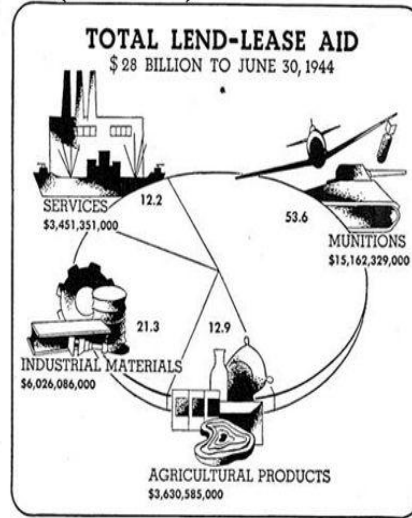 TOTAL LEND-LEASE AID
$ 28 BILLION TO JUNE 30, 1944
SERVICES
$3,451,351,000
12.2
53.6
MUNITIONS
$15,162,329,000
21.3
12.9
INDUSTRIAL MATERIALS
$6,026,086,000
AGRICULTURAL PRODUCTS
$3,630,585,000